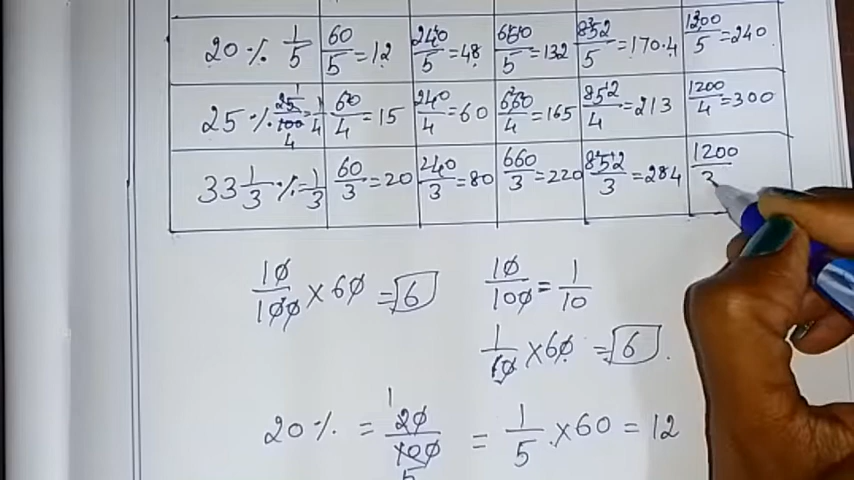 20 % 1/5 60/5 = 12 240/5 = 48 660/5 = 132 852/5 = 170.4 1200/5 = 240
25 % 25/100 = 1/4 60/4 = 15 240/4 = 60 660/4 = 165 852/4 = 213 1200/4 = 300
33 1/3 % = 1/3 60/3 = 20 240/3 = 80 660/3 = 220 852/3 = 284 1200/3
10/100 × 60 = 6 10/100 = 1/10
1/10 × 60 = 6
20 % = 20/100 = 1/5 × 60 = 12